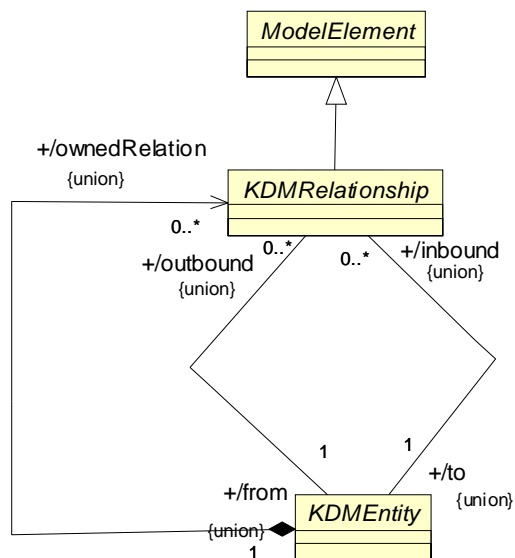 ModelElement
+/ownedRelation
{union}
KDMRelationship
0..*
0..*
0..*
+/outbound
+/inbound
{union}
{union}
1
1
+/from
+/to
{union}
KDMEntity
{union}
1